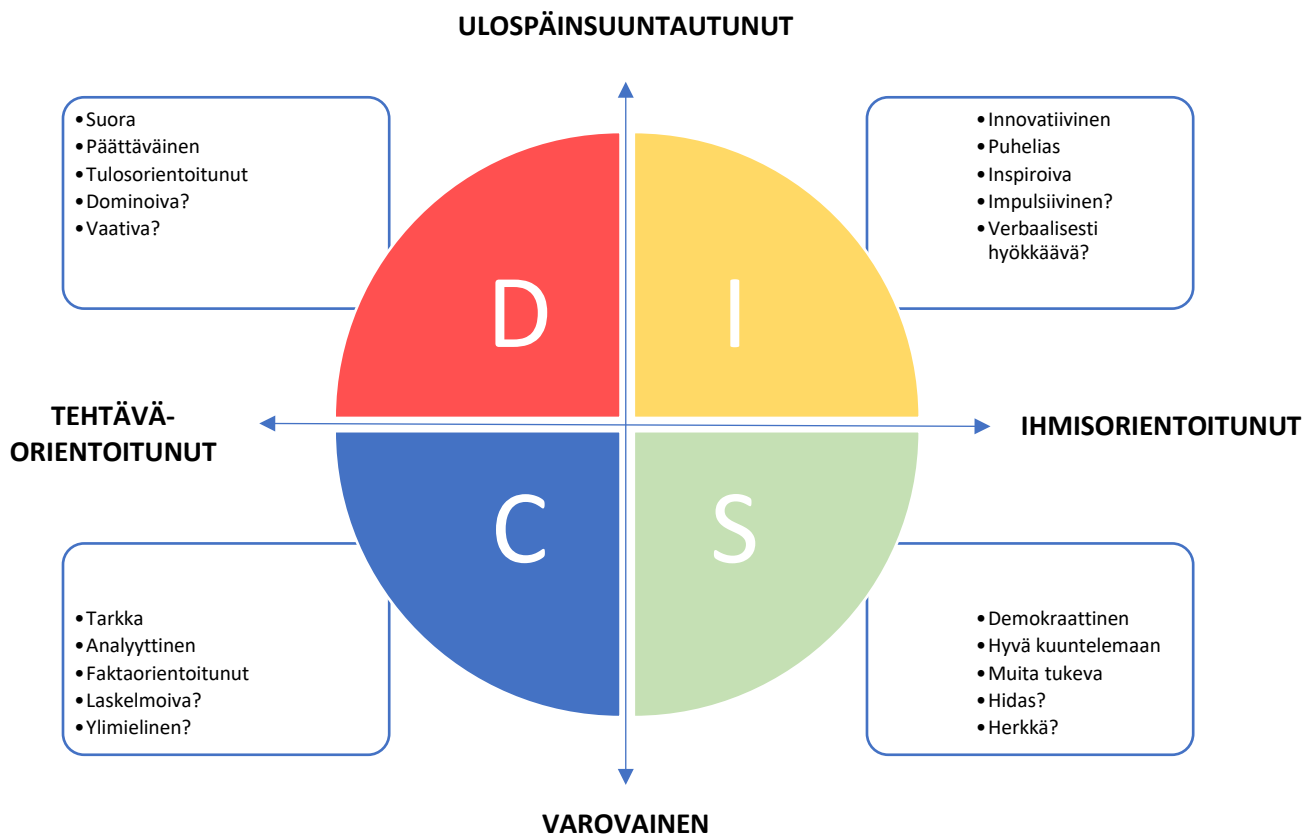 ULOSPÄINSUUNTAUTUNUT
•Suora
•Päättäväinen
•Tulosorientoitunut
•Dominoiva?
•Vaativa?
•Innovatiivinen
•Puhelias
•Inspiroiva
•Impulsiivinen?
•Verbaalisesti
hyökkäävä?
D
I
TEHTÄVÄ-
ORIENTOITUNUT
IHMISORIENTOITUNUT
C
S
•Tarkka
•Analyyttinen
•Faktaorientoitunut
•Laskelmoiva?
•Ylimielinen?
•Demokraattinen
•Hyvä kuuntelemaan
•Muita tukeva
•Hidas?
•Herkkä?
VAROVAINEN